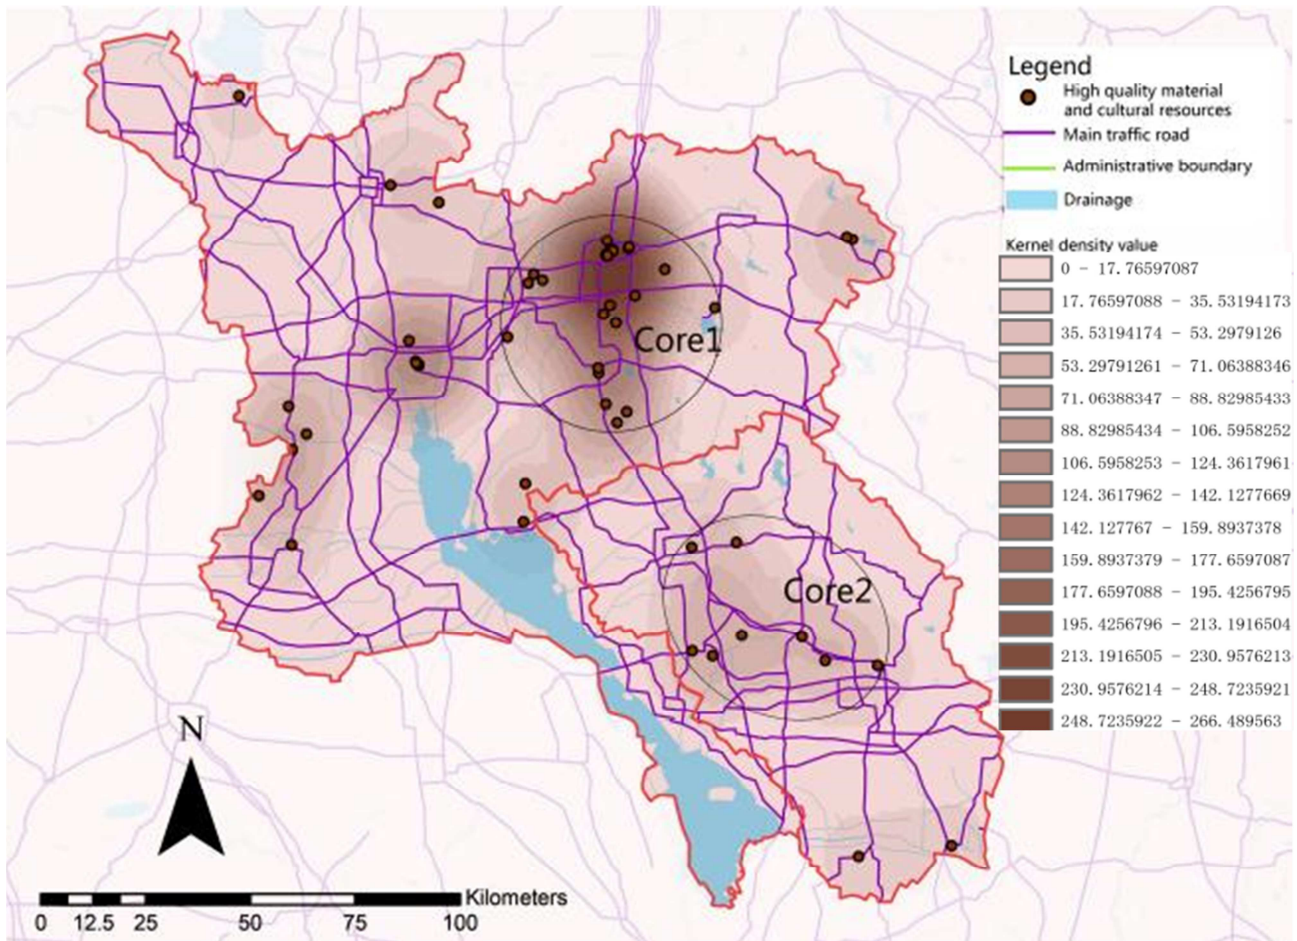 Legend
High quality material
and cultural resources
Main traffic road
Administrative boundary
Drainage
Kernel density value
0 - 17.76597087
17.76597088 - 35.53194173
35.53194174 - 53.2979126
53.29791261 - 71.06388346
71.06388347 - 88.82985433
88.82985434 - 106.5958252
106.5958253 - 124.3617961
124.3617962 - 142.1277669
142.127767 - 159.8937378
159.8937379 - 177.6597087
177.6597088 - 195.4256795
195.4256796 - 213.1916504
213.1916505 - 230.9576213
230.9576214 - 248.7235921
248.7235922 - 266.489563
Core1
Core2
N
Kilometers
0 12.5 25 50 75 100